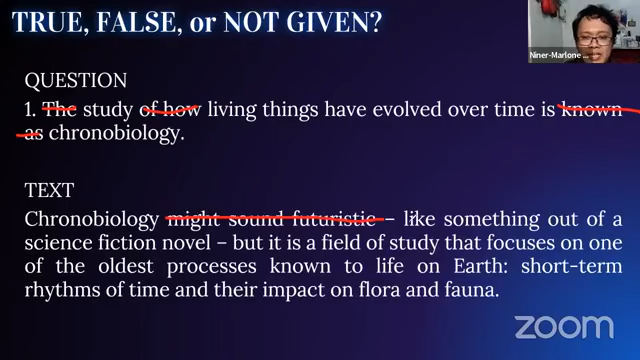 TRUE, FALSE, or NOT GIVEN?
Niner-Marlone
QUESTION
1. The study of how living things have evolved over time is known
as chronobiology.
TEXT
Chronobiology might sound futuristic – like something out of a
science fiction novel – but it is a field of study that focuses on one
of the oldest processes known to life on Earth: short-term
rhythms of time and their impact on flora and fauna.
zoom